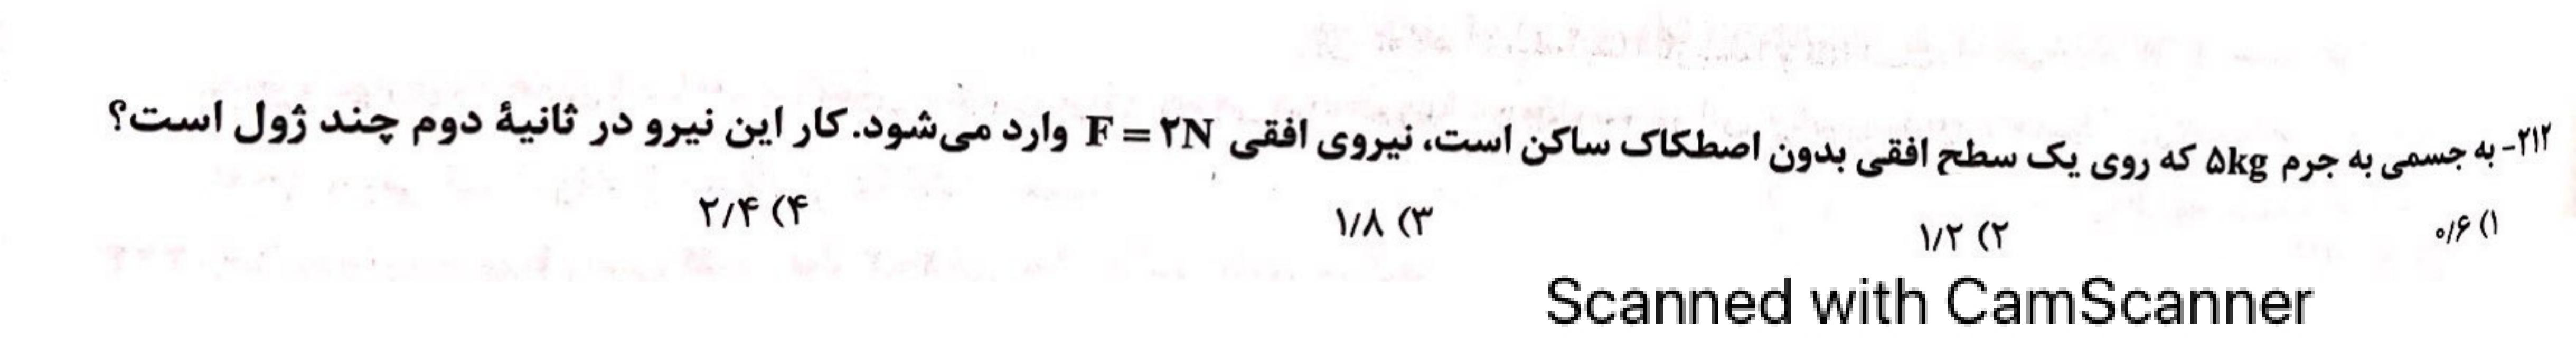 ۲۱۲- به جسمی به جرم ۵kg که روی یک سطح افقی بدون اصطکاک ساکن است، نیروی افقی F = ۲N وارد می‌شود. کار این نیرو در ثانیهٔ دوم چند ژول است؟
۱) ۰/۶ ۲) ۱/۲ ۳) ۱/۸ ۴) ۲/۴
Scanned with CamScanner